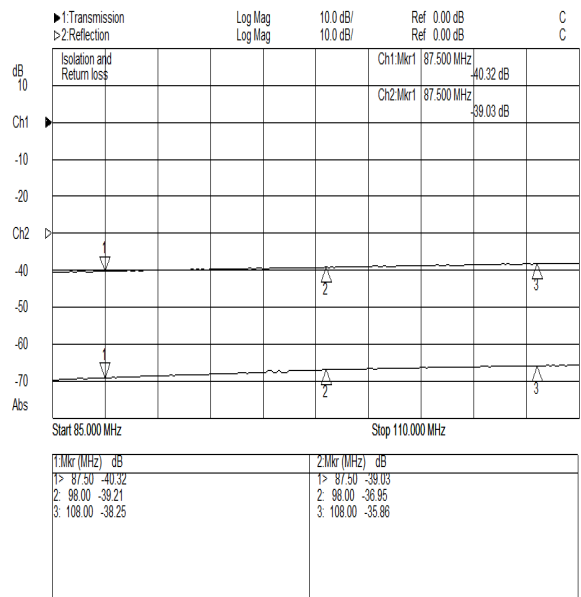 ▶1:Transmission Log Mag 10.0 dB/ Ref 0.00 dB C
▷2:Reflection Log Mag 10.0 dB/ Ref 0.00 dB C
Isolation and
Return loss
Ch1:Mkr1 87.500 MHz
-40.32 dB
Ch2:Mkr1 87.500 MHz
-39.03 dB
dB
10
Ch1
-10
-20
Ch2
-40
-50
-60
-70
Abs
1
2
3
1
2
3
Start 85.000 MHz Stop 110.000 MHz
1:Mkr (MHz) dB
1> 87.50 -40.32
2: 98.00 -39.21
3: 108.00 -38.25
2:Mkr (MHz) dB
1> 87.50 -39.03
2: 98.00 -36.95
3: 108.00 -35.86